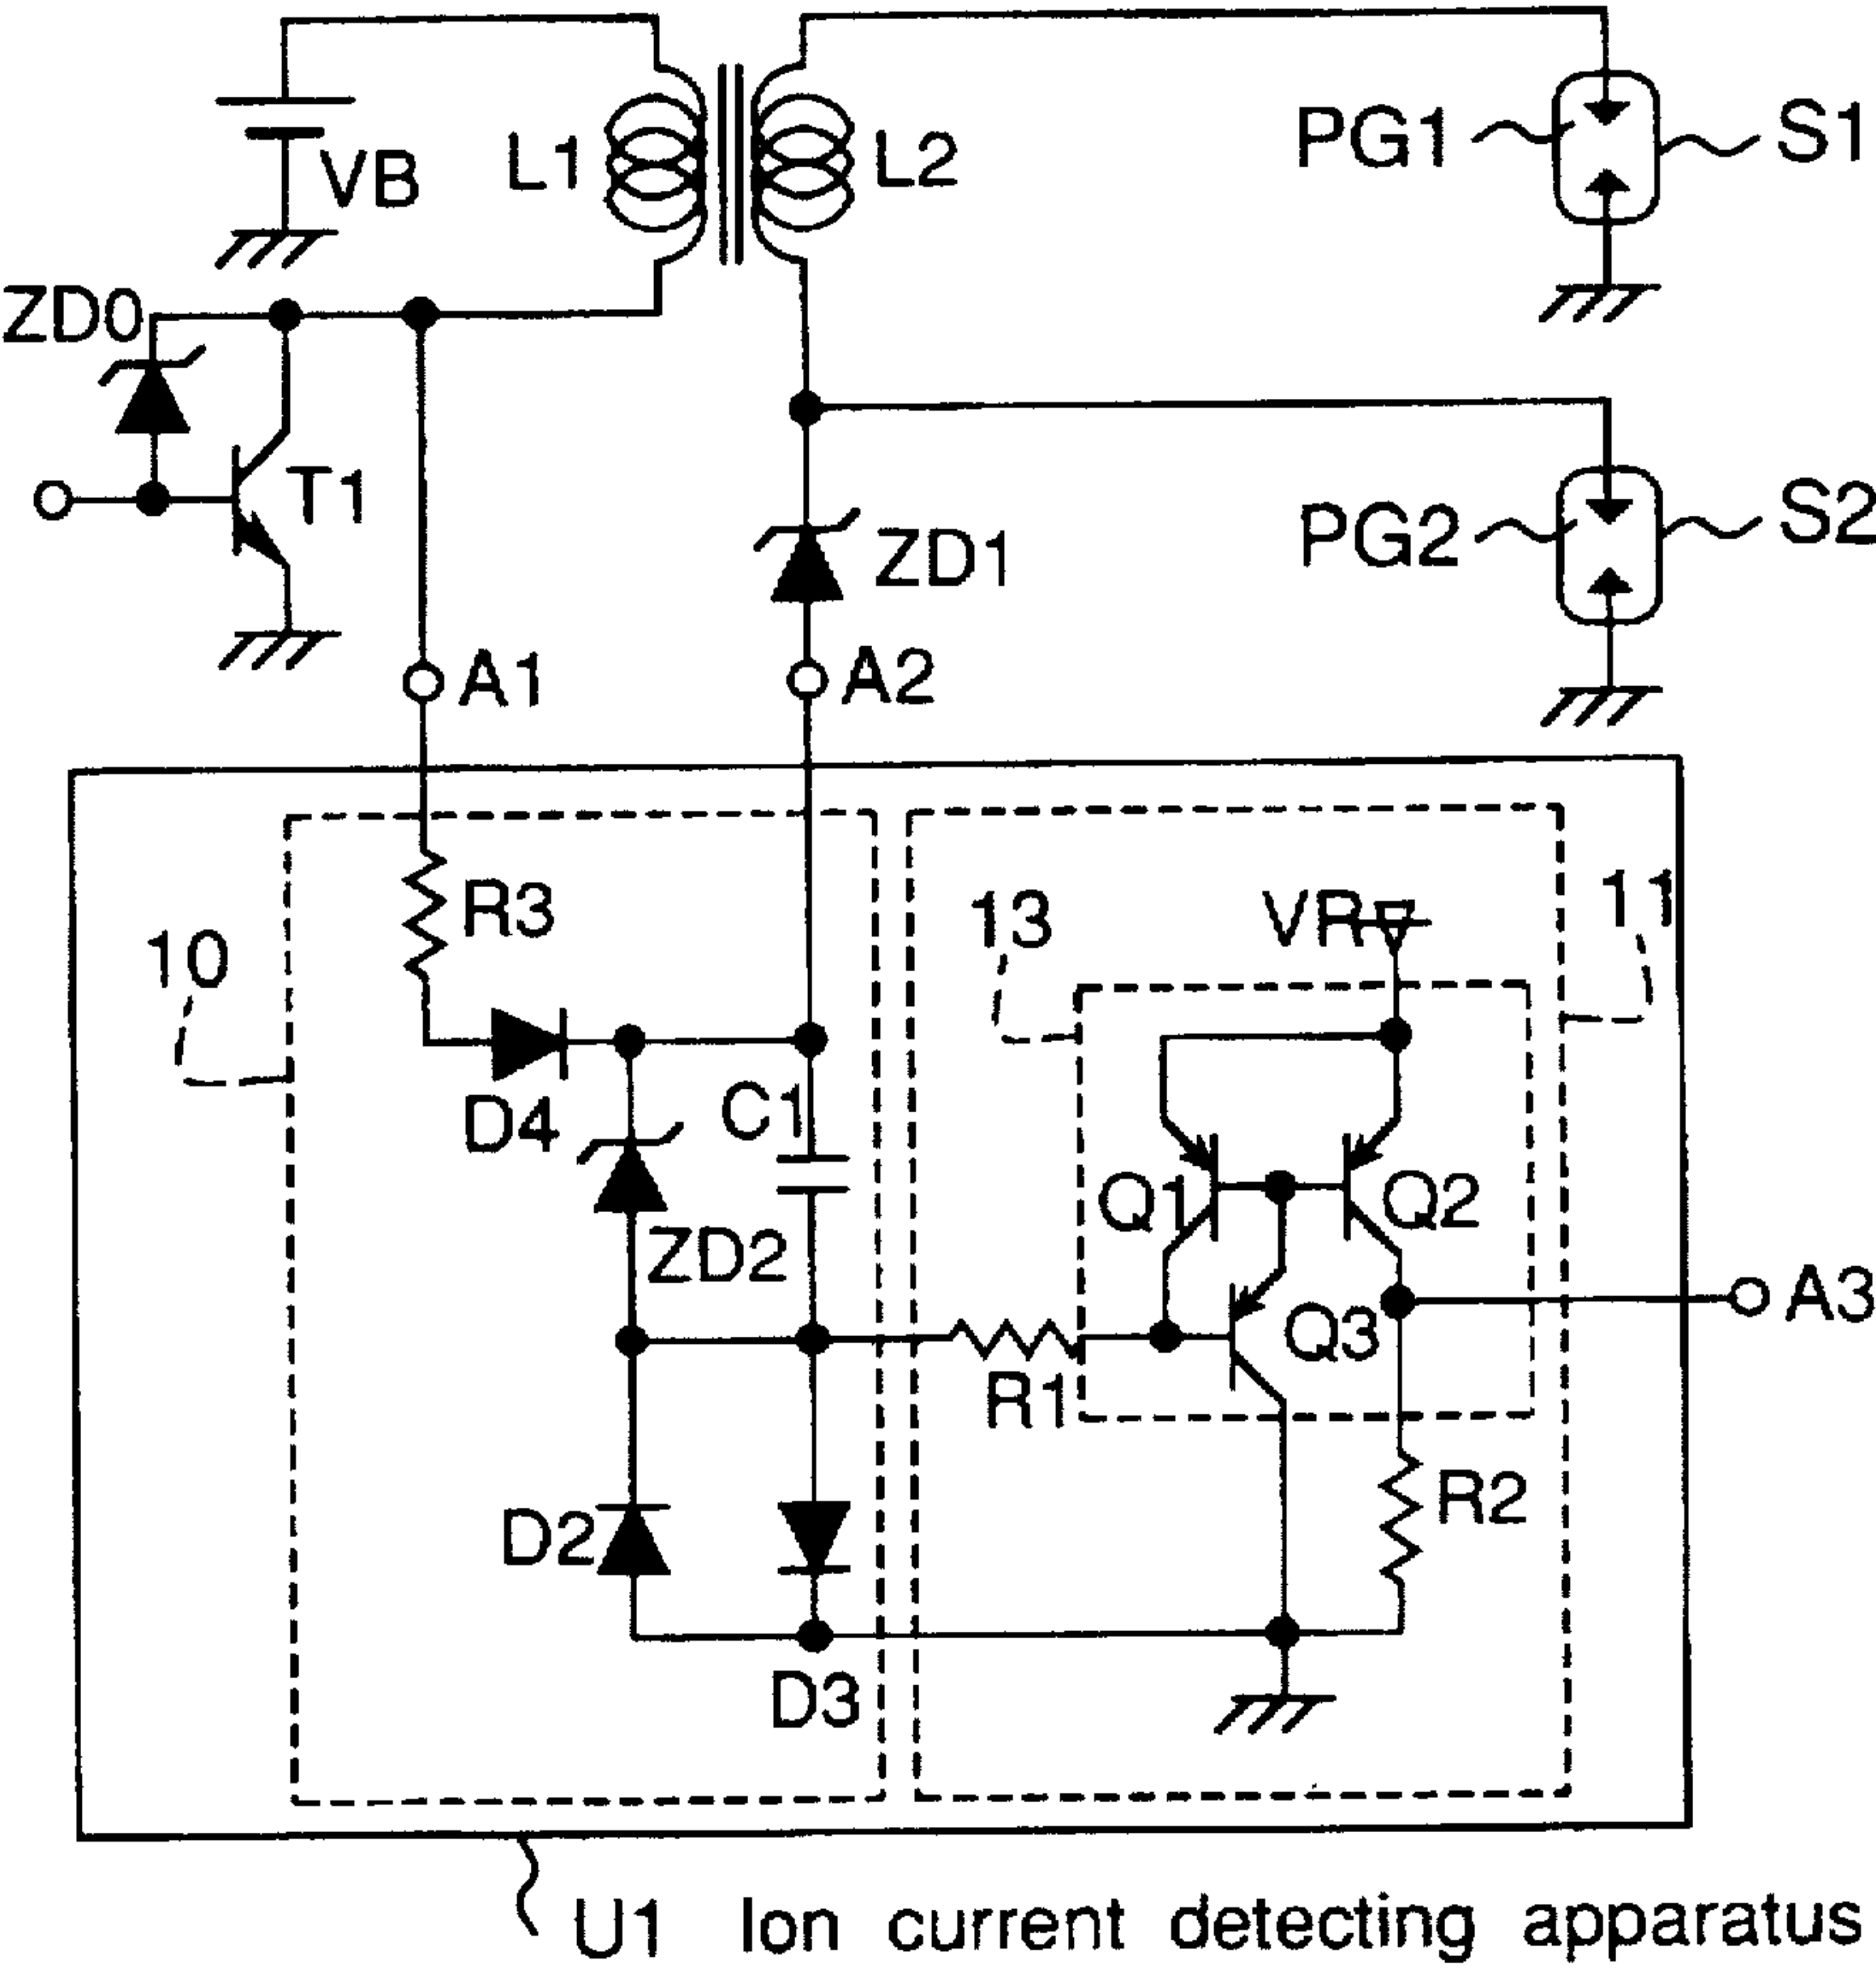 VB
L1
L2
PG1
S1
ZD0
T1
ZD1
PG2
S2
A1
A2
R3
10
13
VR
11
D4
C1
Q1
Q2
ZD2
Q3
A3
R1
R2
D2
D3
U1 Ion current detecting apparatus